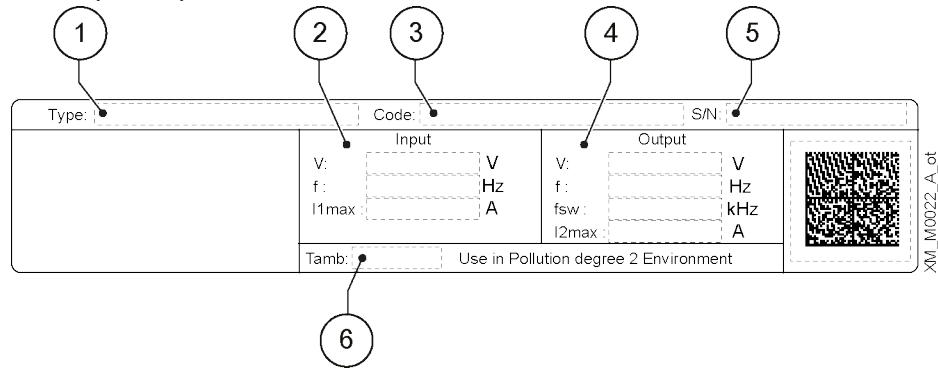 1 2 3 4 5
Type: Code: S/N:
Input Output
V: V V: V
f : Hz f : Hz
I1max : A fsw : kHz
I2max : A
Tamb: Use in Pollution degree 2 Environment
6
XM_M0022_A_ot